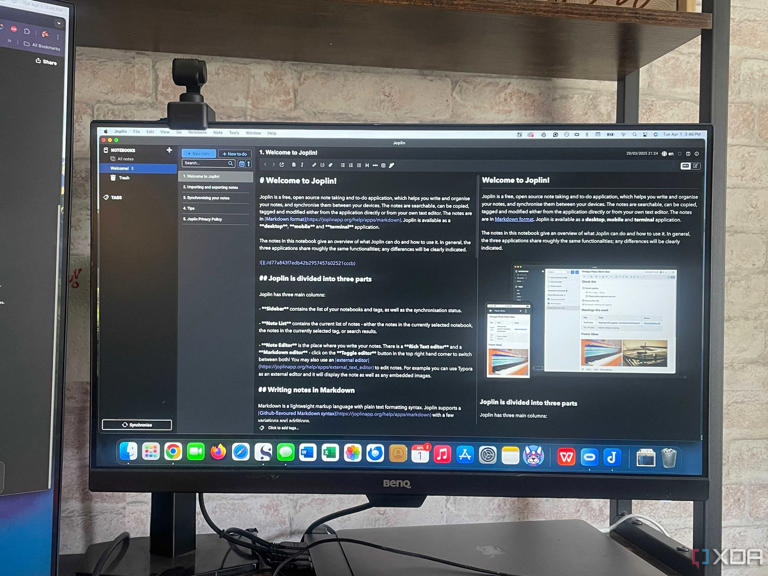 All Bookmarks
Share
Joplin File Edit View Go Notebook Note Tools Window Help
Tue Apr 1 3:46 PM
Joplin
NOTEBOOKS
All notes
Welcome!
Trash
TAGS
Synchronise
New note
New to-do
Search...
1. Welcome to Joplin!
2. Importing and exporting notes
3. Synchronising your notes
4. Tips
5. Joplin Privacy Policy
1. Welcome to Joplin!
29/03/2025 21:24
en
# Welcome to Joplin!
Joplin is a free, open source note taking and to-do application, which helps you write and organise
your notes, and synchronise them between your devices. The notes are searchable, can be copied,
tagged and modified either from the application directly or from your own text editor. The notes are
in [Markdown format](https://joplinapp.org/help/apps/markdown). Joplin is available as a
**desktop**, **mobile** and **terminal** application.
The notes in this notebook give an overview of what Joplin can do and how to use it. In general, the
three applications share roughly the same functionalities; any differences will be clearly indicated.
## Joplin is divided into three parts
Joplin has three main columns:
- **Sidebar** contains the list of your notebooks and tags, as well as the synchronisation status.
- **Note List** contains the current list of notes - either the notes in the currently selected notebook,
the notes in the currently selected tag, or search results.
- **Note Editor** is the place where you write your notes. There is a **Rich Text editor** and a
**Markdown editor** - click on the **Toggle editor** button in the top right hand corner to switch
between both! You may also use an [external editor]
(https://joplinapp.org/help/apps/external_text_editor) to edit notes. For example you can use Typora
as an external editor and it will display the note as well as any embedded images.
## Writing notes in Markdown
Markdown is a lightweight markup language with plain text formatting syntax. Joplin supports a
[Github-flavoured Markdown syntax](https://joplinapp.org/help/apps/markdown) with a few
variations and additions.
Click to add tags...
Welcome to Joplin!
Joplin is a free, open source note taking and to-do application, which helps you write and organise
your notes, and synchronise them between your devices. The notes are searchable, can be copied,
tagged and modified either from the application directly or from your own text editor. The notes are
in Markdown format. Joplin is available as a desktop, mobile and terminal application.
The notes in this notebook give an overview of what Joplin can do and how to use it. In general,
the three applications share roughly the same functionalities; any differences will be clearly
indicated.
Joplin is divided into three parts
Joplin has three main columns:
BenQ
XDA